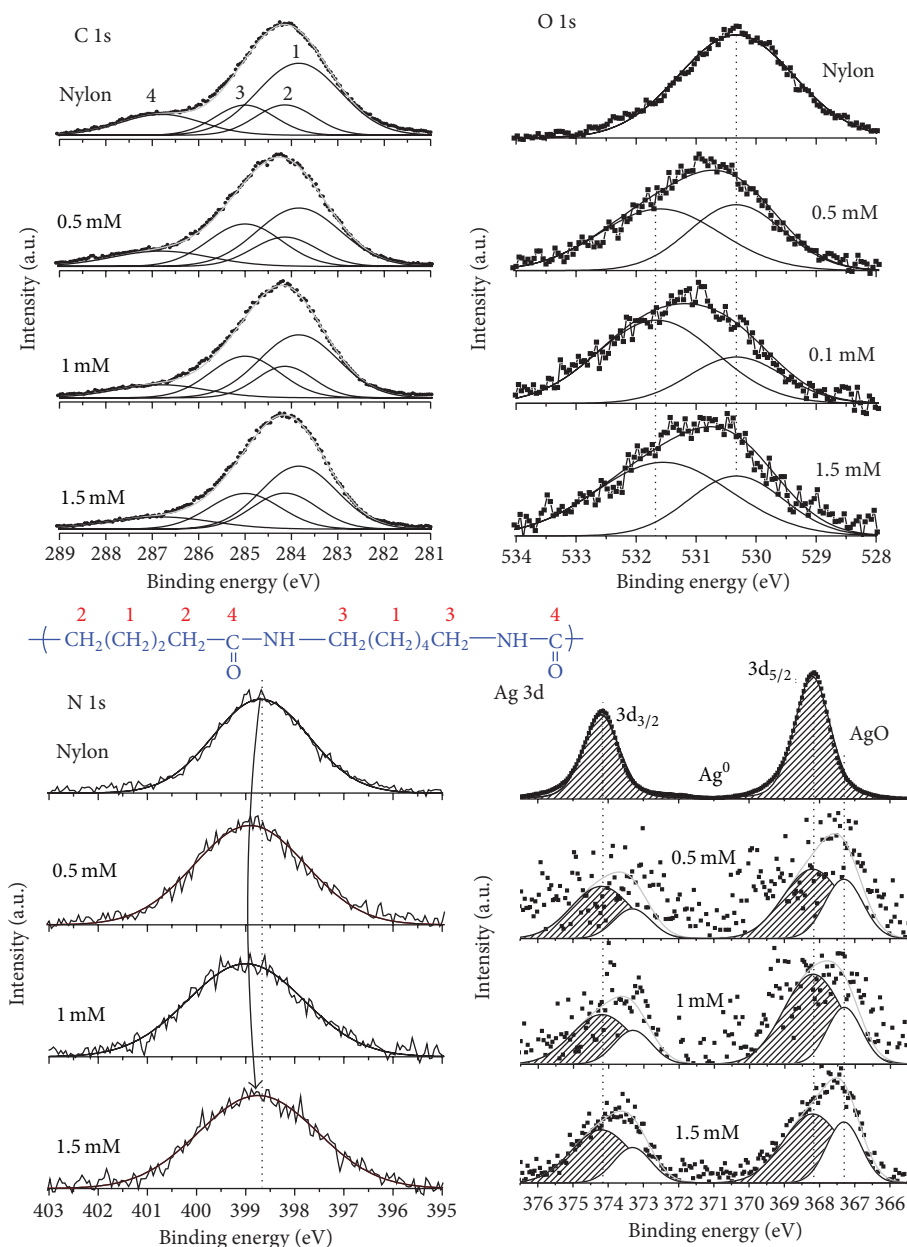 C 1s
Nylon
4 3 1 2
0.5 mM
1 mM
1.5 mM
289 288 287 286 285 284 283 282 281
Binding energy (eV)
Intensity (a.u.)
O 1s
Nylon
0.5 mM
0.1 mM
1.5 mM
534 533 532 531 530 529 528
Binding energy (eV)
Intensity (a.u.)
2 1 2 4 3 1 3 4
( CH₂(CH₂)₂CH₂—C—NH—CH₂(CH₂)₄CH₂—NH—C )
O O
N 1s
Nylon
0.5 mM
1 mM
1.5 mM
403 402 401 400 399 398 397 396 395
Binding energy (eV)
Intensity (a.u.)
Ag 3d
3d₃/₂
3d₅/₂
Ag⁰
AgO
0.5 mM
1 mM
1.5 mM
376 375 374 373 372 371 370 369 368 367 366
Binding energy (eV)
Intensity (a.u.)